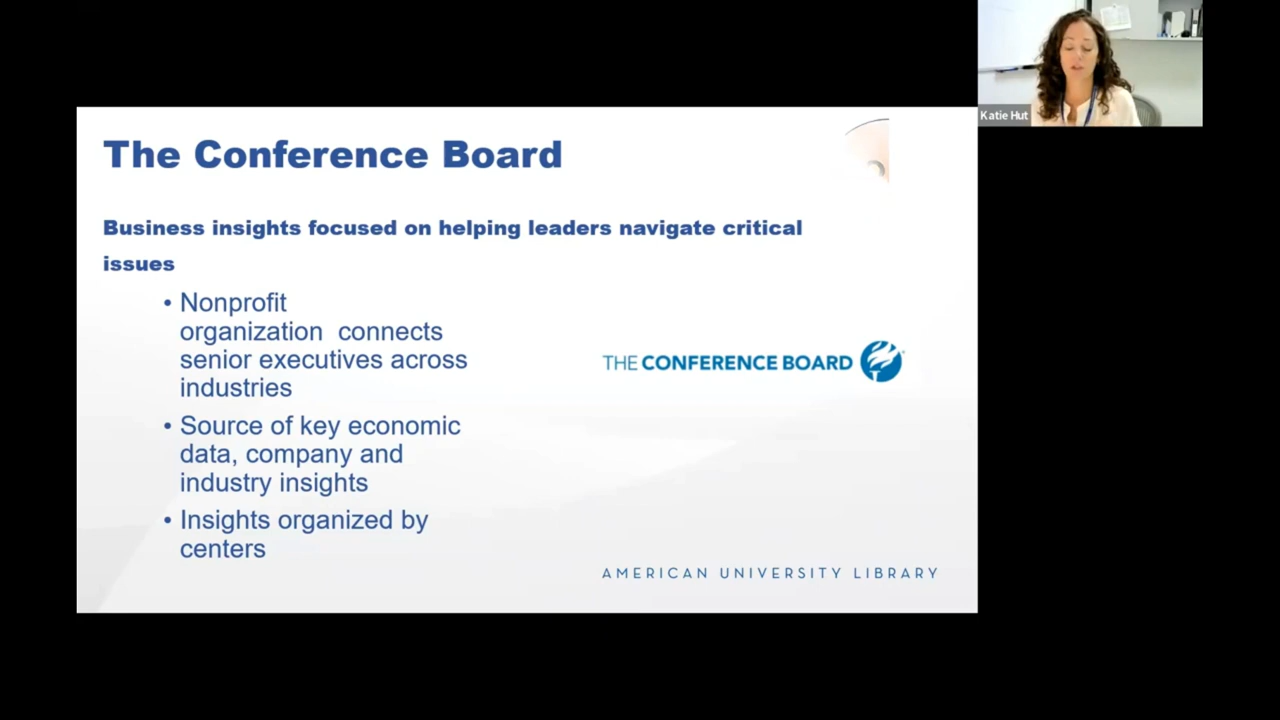 Katie Hut
The Conference Board
Business insights focused on helping leaders navigate critical
issues
• Nonprofit
organization  connects
senior executives across
industries
• Source of key economic
data, company and
industry insights
• Insights organized by
centers
THE CONFERENCE BOARD
AMERICAN UNIVERSITY LIBRARY